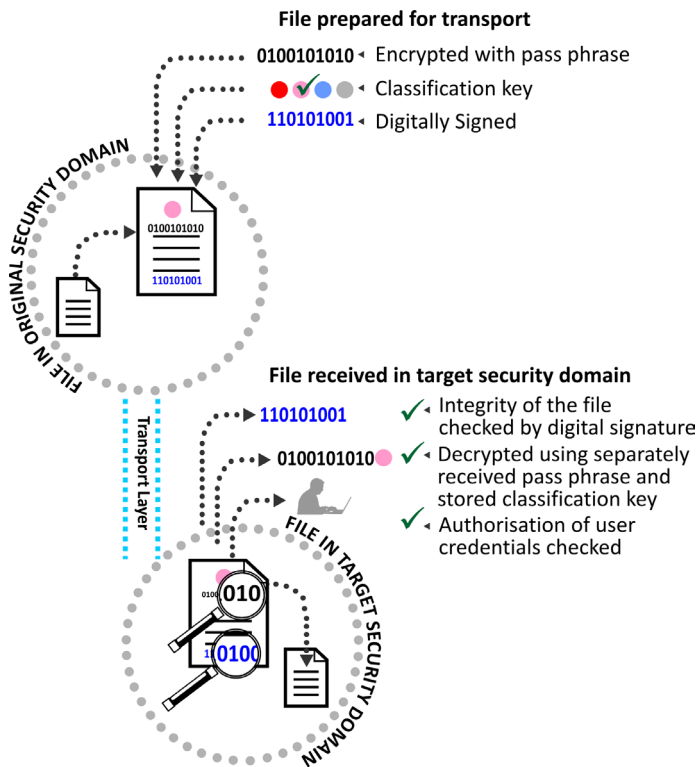 File prepared for transport
0100101010 Encrypted with pass phrase
Classification key
110101001 Digitally Signed
FILE IN ORIGINAL SECURITY DOMAIN
0100101010
110101001
File received in target security domain
110101001
Integrity of the file
checked by digital signature
0100101010
Decrypted using separately
received pass phrase and
stored classification key
Authorisation of user
credentials checked
Transport Layer
FILE IN TARGET SECURITY DOMAIN
010
010
1
0100